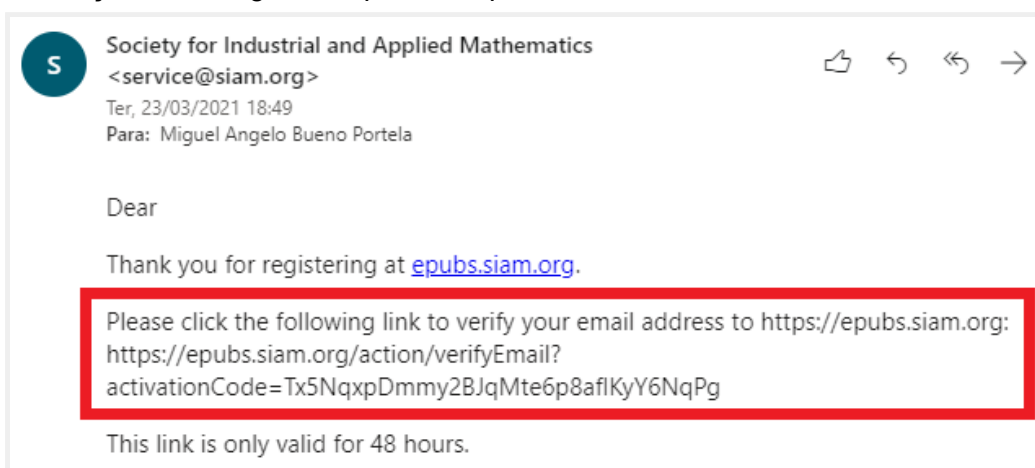 S
Society for Industrial and Applied Mathematics
<service@siam.org>
Ter, 23/03/2021 18:49
Para: Miguel Angelo Bueno Portela
Dear
Thank you for registering at epubs.siam.org.
Please click the following link to verify your email address to https://epubs.siam.org:
https://epubs.siam.org/action/verifyEmail?
activationCode=Tx5NqxpDmmy2BJqMte6p8aflKyY6NqPg
This link is only valid for 48 hours.